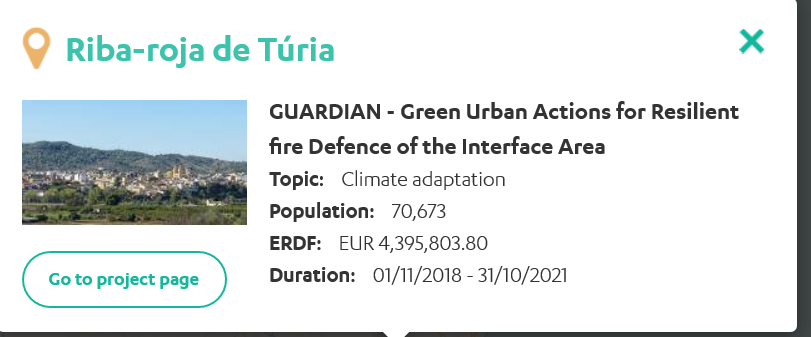 Riba-roja de Túria
GUARDIAN - Green Urban Actions for Resilient
fire Defence of the Interface Area
Topic: Climate adaptation
Population: 70,673
ERDF: EUR 4,395,803.80
Duration: 01/11/2018 - 31/10/2021
Go to project page